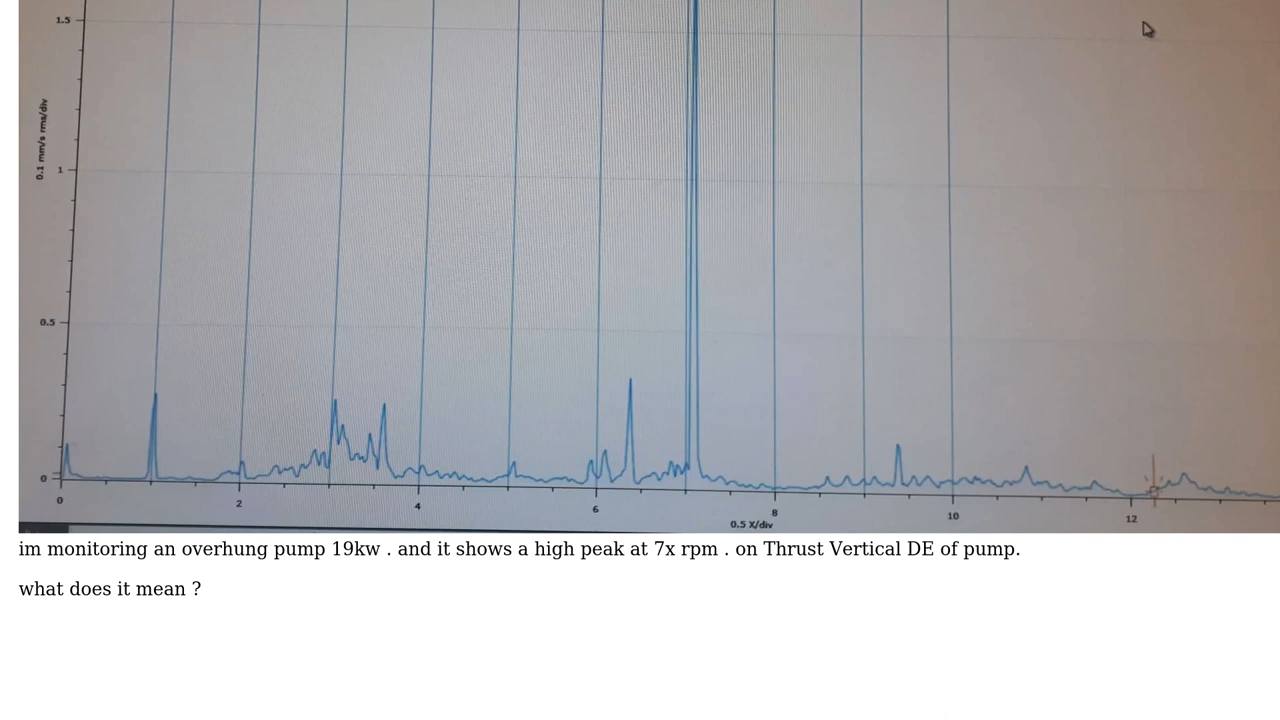 1.5
0.1 mm/s rms/div
1
0.5
0
0 2 4 6 8 10 12
0.5 X/div
im monitoring an overhung pump 19kw . and it shows a high peak at 7x rpm . on Thrust Vertical DE of pump.
what does it mean ?